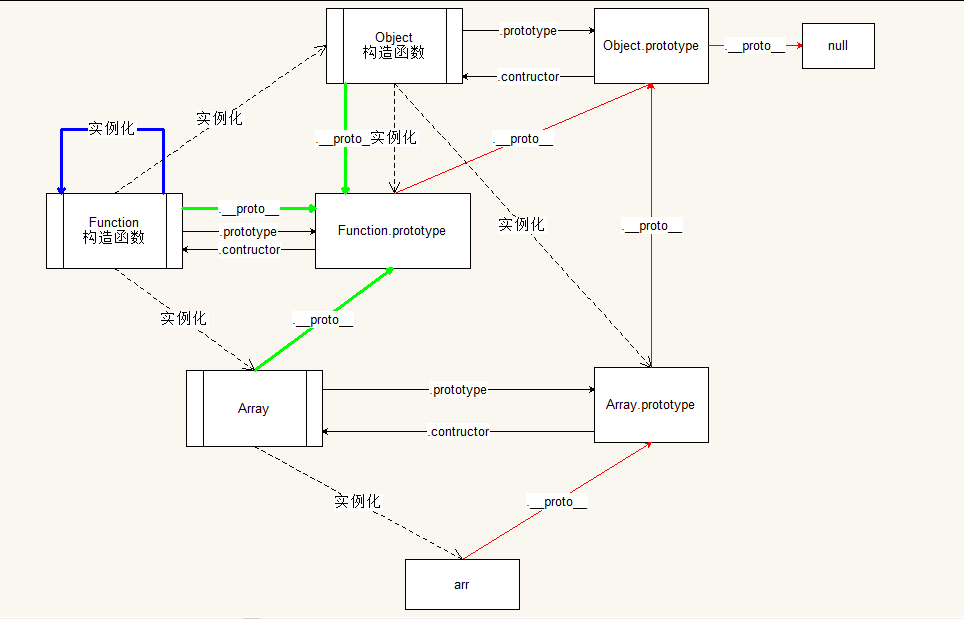 Object
构造函数
.prototype
Object.prototype
.__proto__
null
.contructor
实例化
实例化
.__proto_
实例化
.__proto__
Function
构造函数
.__proto__
.prototype
.contructor
Function.prototype
实例化
.__proto__
实例化
.__proto__
Array
.prototype
.contructor
Array.prototype
实例化
.__proto__
arr